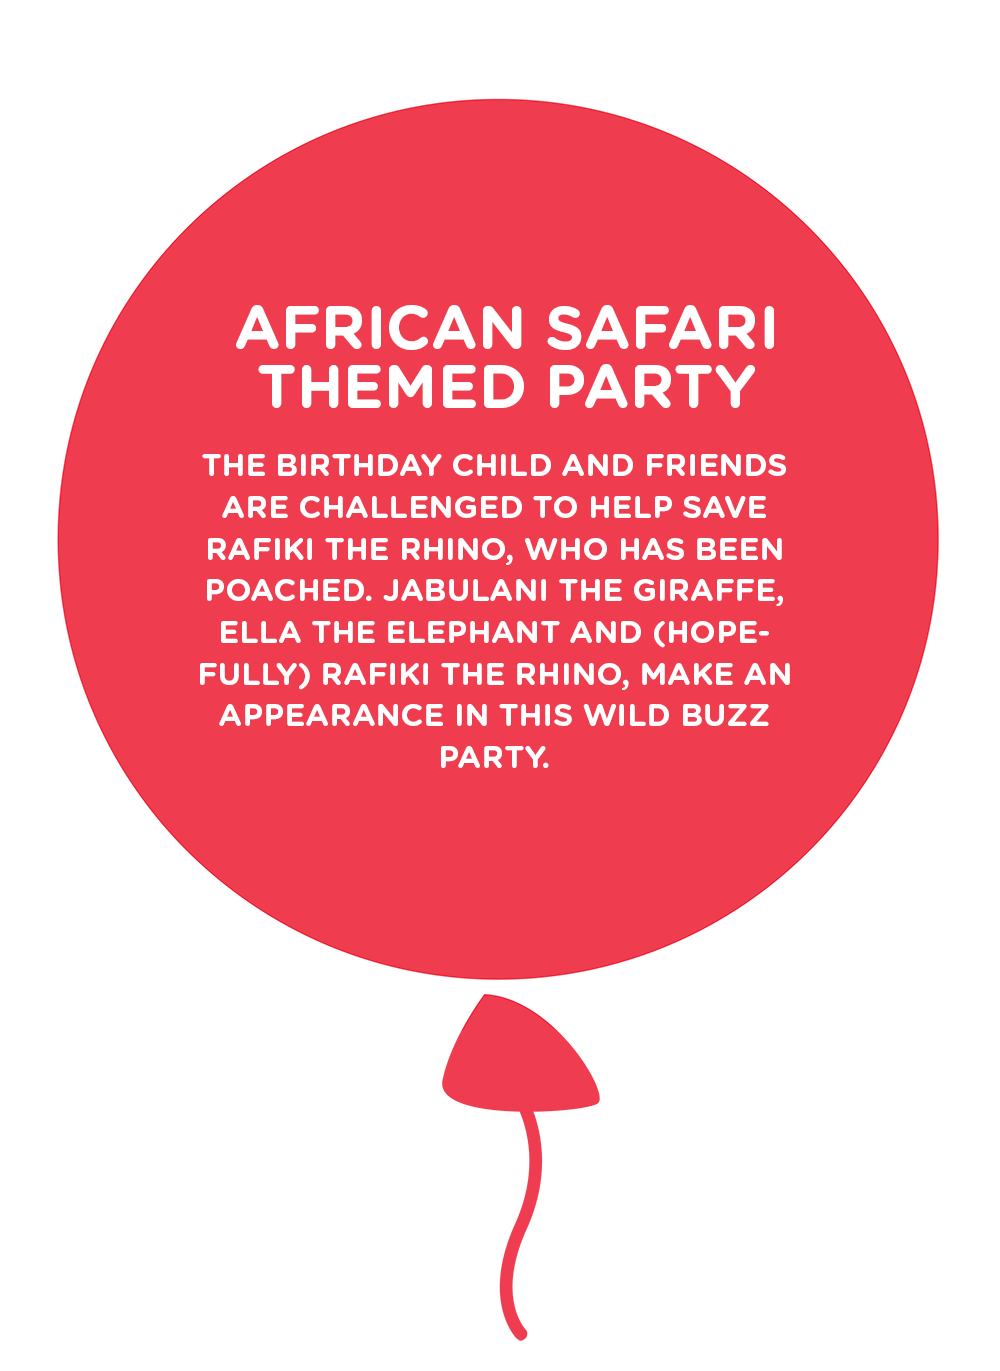 AFRICAN SAFARI
THEMED PARTY
THE BIRTHDAY CHILD AND FRIENDS
ARE CHALLENGED TO HELP SAVE
RAFIKI THE RHINO, WHO HAS BEEN
POACHED. JABULANI THE GIRAFFE,
ELLA THE ELEPHANT AND (HOPE-
FULLY) RAFIKI THE RHINO, MAKE AN
APPEARANCE IN THIS WILD BUZZ
PARTY.